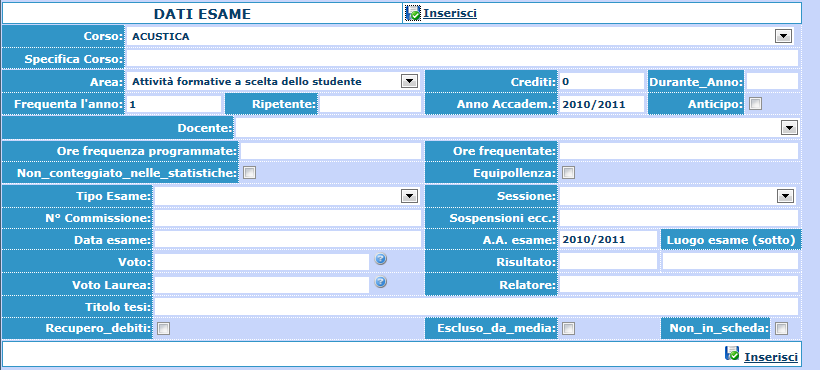 DATI ESAME Inserisci
Corso: ACUSTICA
Specifica Corso:
Area: Attività formative a scelta dello studente Crediti: 0 Durante_Anno:
Frequenta l'anno: 1 Ripetente: Anno Accadem.: 2010/2011 Anticipo:
Docente:
Ore frequenza programmate: Ore frequentate:
Non_conteggiato_nelle_statistiche: Equipollenza:
Tipo Esame: Sessione:
N° Commissione: Sospensioni ecc.:
Data esame: A.A. esame: 2010/2011 Luogo esame (sotto)
Voto: ? Risultato:
Voto Laurea: ? Relatore:
Titolo tesi:
Recupero_debiti: Escluso_da_media: Non_in_scheda:
Inserisci